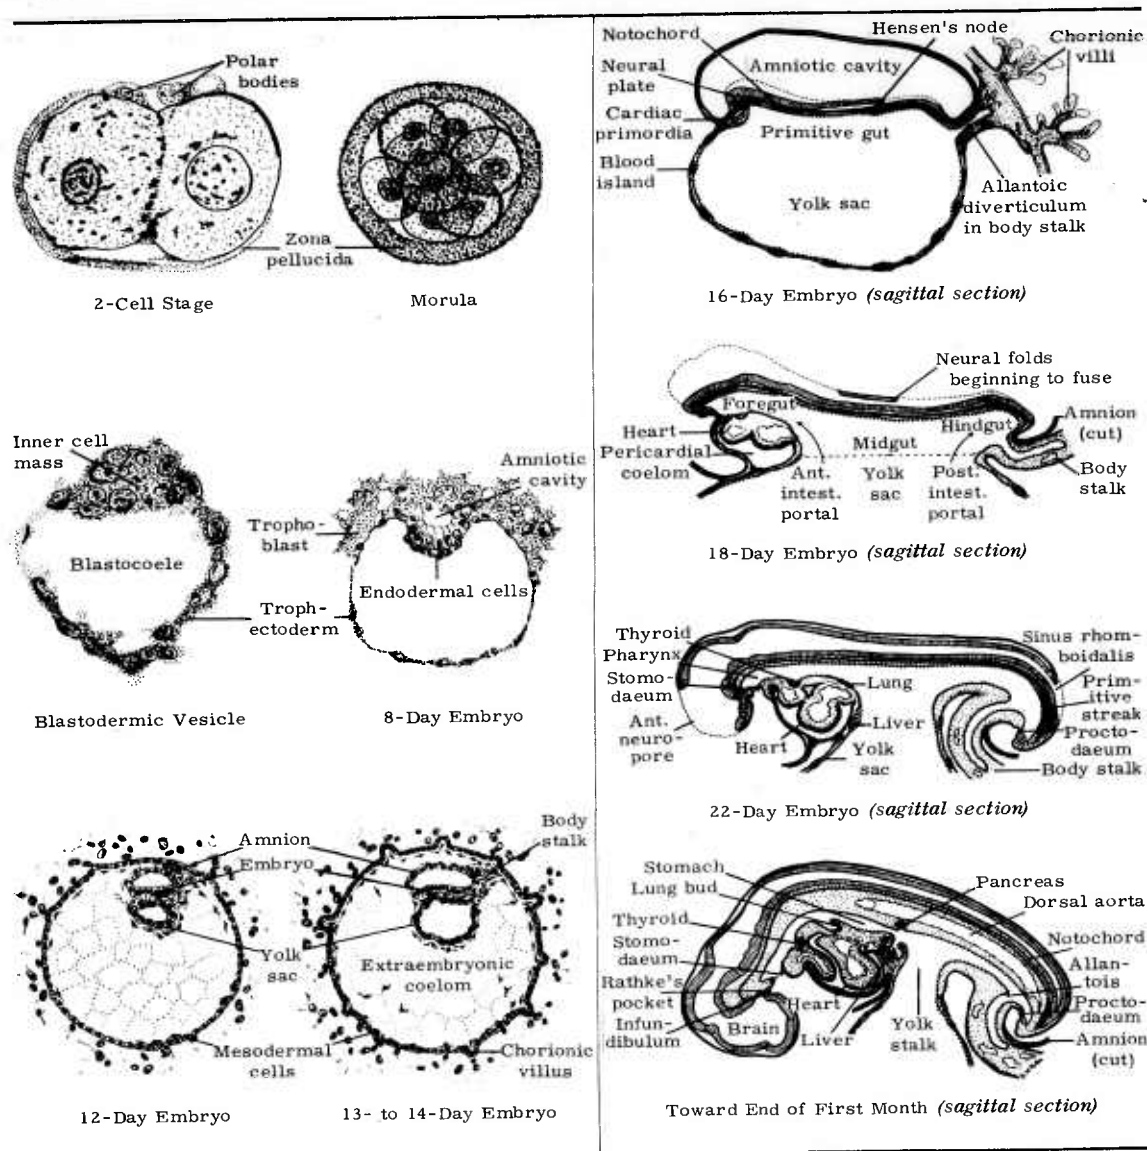 Polar
bodies
Zona
pellucida
2-Cell Stage
Morula
Inner cell
mass
Blastocoele
Amniotic
cavity
Tropho-
blast
Endodermal cells
Troph-
ectoderm
Blastodermic Vesicle
8-Day Embryo
Amnion
Embryo
Body
stalk
Yolk
sac
Extraembryonic
coelom
Mesodermal
cells
Chorionic
villus
12-Day Embryo
13- to 14-Day Embryo
Notochord
Hensen's node
Chorionic
villi
Neural
plate
Amniotic cavity
Cardiac
primordia
Primitive gut
Blood
island
Yolk sac
Allantoic
diverticulum
in body stalk
16-Day Embryo (sagittal section)
Neural folds
beginning to fuse
Foregut
Hindgut
Amnion
(cut)
Heart
Pericardial
coelom
Midgut
Ant.
intest.
portal
Yolk
sac
Post.
intest.
portal
Body
stalk
18-Day Embryo (sagittal section)
Thyroid
Pharynx
Stomo-
daeum
Ant.
neuro-
pore
Heart
Lung
Liver
Yolk
sac
Sinus rhom-
boidalis
Prim-
itive
streak
Procto-
daeum
Body stalk
22-Day Embryo (sagittal section)
Stomach
Lung bud
Thyroid
Stomo-
daeum
Rathke's
pocket
Infun-
dibulum
Brain
Heart
Liver
Yolk
stalk
Pancreas
Dorsal aorta
Notochord
Allan-
tois
Procto-
daeum
Amnion
(cut)
Toward End of First Month (sagittal section)